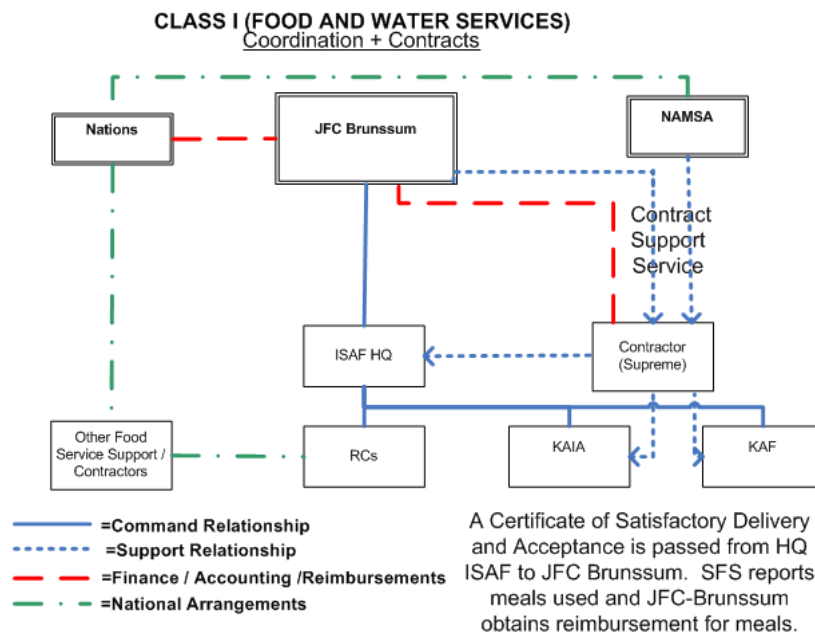 CLASS I (FOOD AND WATER SERVICES)
Coordination + Contracts
Nations
JFC Brunssum
NAMSA
Contract
Support
Service
ISAF HQ
Contractor
(Supreme)
Other Food
Service Support /
Contractors
RCs
KAIA
KAF
=Command Relationship
=Support Relationship
=Finance / Accounting /Reimbursements
=National Arrangements
A Certificate of Satisfactory Delivery
and Acceptance is passed from HQ
ISAF to JFC Brunssum.  SFS reports
meals used and JFC-Brunssum
obtains reimbursement for meals.